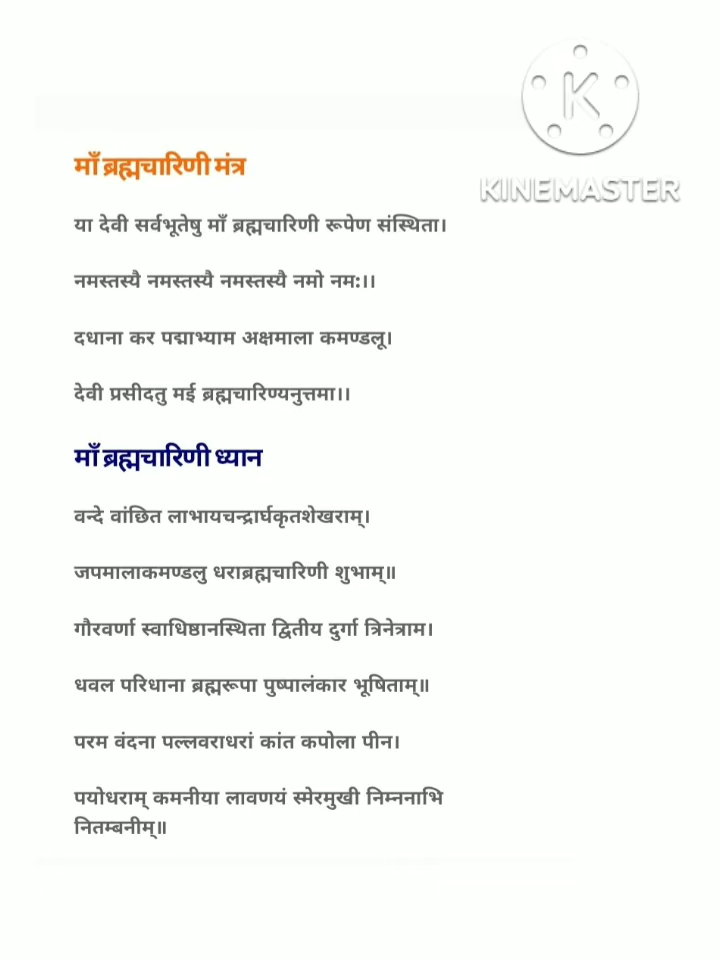 K
KINEMASTER
माँ ब्रह्मचारिणी मंत्र
या देवी सर्वभूतेषु माँ ब्रह्मचारिणी रूपेण संस्थिता।
नमस्तस्यै नमस्तस्यै नमस्तस्यै नमो नम:।।
दधाना कर पद्माभ्याम अक्षमाला कमण्डलू।
देवी प्रसीदतु मई ब्रह्मचारिण्यनुत्तमा।।
माँ ब्रह्मचारिणी ध्यान
वन्दे वांछित लाभायचन्द्रार्घकृतशेखराम्।
जपमालाकमण्डलु धराब्रह्मचारिणी शुभाम्॥
गौरवर्णा स्वाधिष्ठानस्थिता द्वितीय दुर्गा त्रिनेत्राम।
धवल परिधाना ब्रह्मरूपा पुष्पालंकार भूषिताम्॥
परम वंदना पल्लवराधरां कांत कपोला पीन।
पयोधराम् कमनीया लावणयं स्मेरमुखी निम्ननाभि
नितम्बनीम्॥